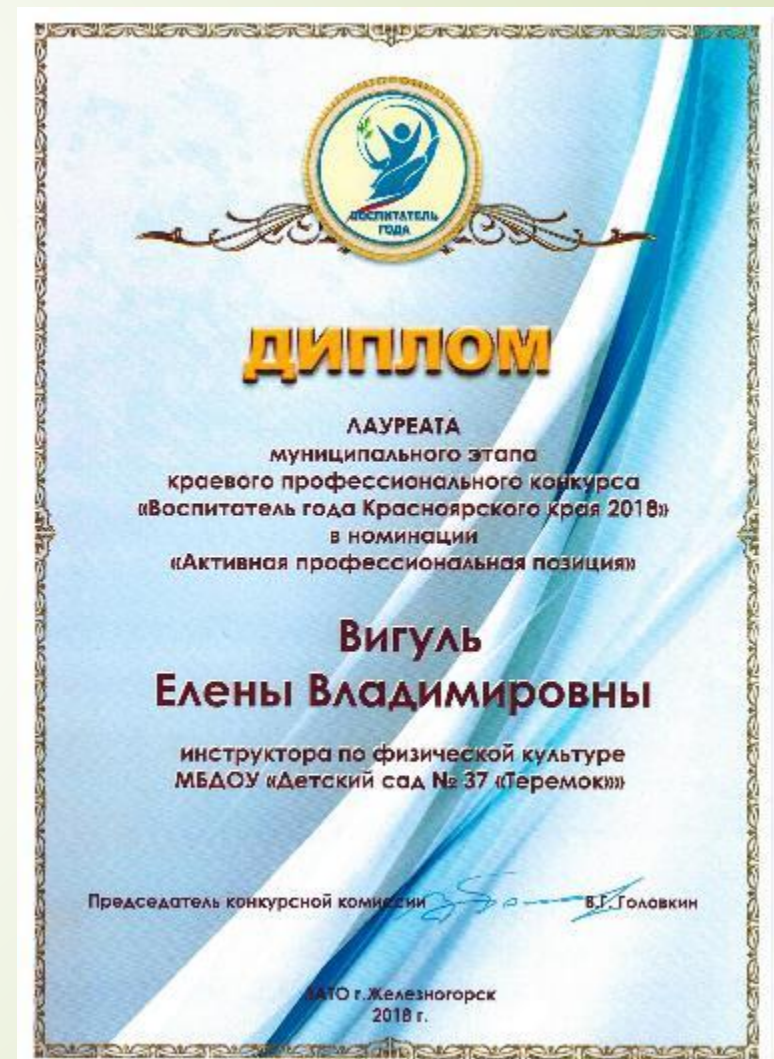 ВОСПИТАТЕЛЬ
ГОДА
ДИПЛОМ
ЛАУРЕАТА
муниципального этапа
краевого профессионального конкурса
«Воспитатель года Красноярского края 2018»
в номинации
«Активная профессиональная позиция»
Вигуль
Елены Владимировны
инструктора по физической культуре
МБДОУ «Детский сад № 37 «Теремок»»
Председатель конкурсной комиссии В.Г. Головкин
ЗАТО г.Железногорск
2018 г.